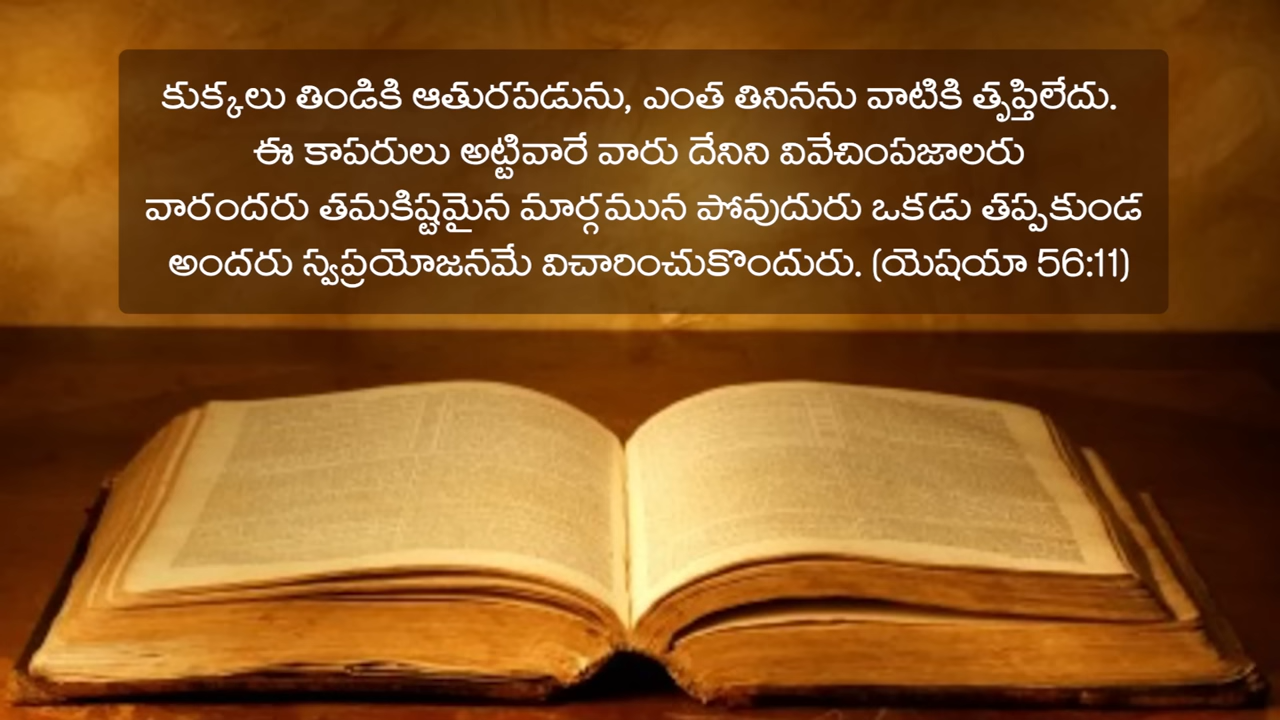 కుక్కలు తిండికి ఆతురపడును, ఎంత తినినను వాటికి తృప్తిలేదు.
ఈ కాపరులు అట్టివారే వారు దేనిని వివేచింపజాలరు
వారందరు తమకిష్టమైన మార్గమున పోవుదురు ఒకడు తప్పకుండ
అందరు స్వప్రయోజనమే విచారించుకొందురు. (యెషయా 56:11)